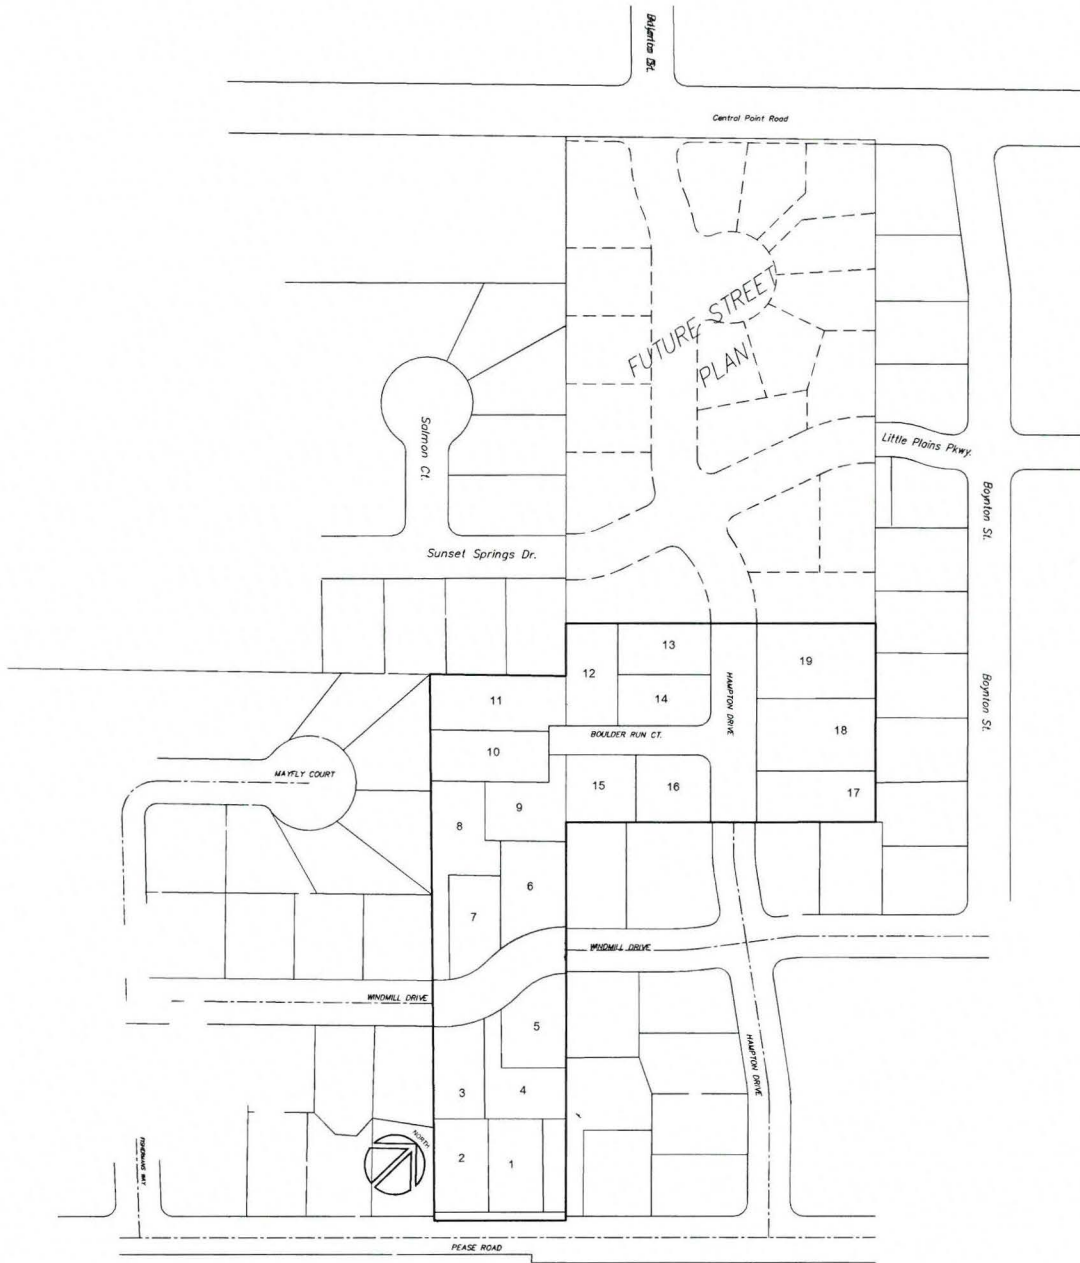 Central Point Road
FUTURE STREET
PLAN
Salmon Ct.
Little Plains Pkwy.
Boynton St.
Sunset Springs Dr.
13
12
19
14
11
HAMPTON DRIVE
Boynton St.
18
BOULDER RUN CT.
10
MAYFLY COURT
15
16
17
9
8
6
7
WINDMILL DRIVE
WINDMILL DRIVE
5
HAMPTON DRIVE
3
4
NORTH
2
1
FISHERMANS WAY
PEASE ROAD